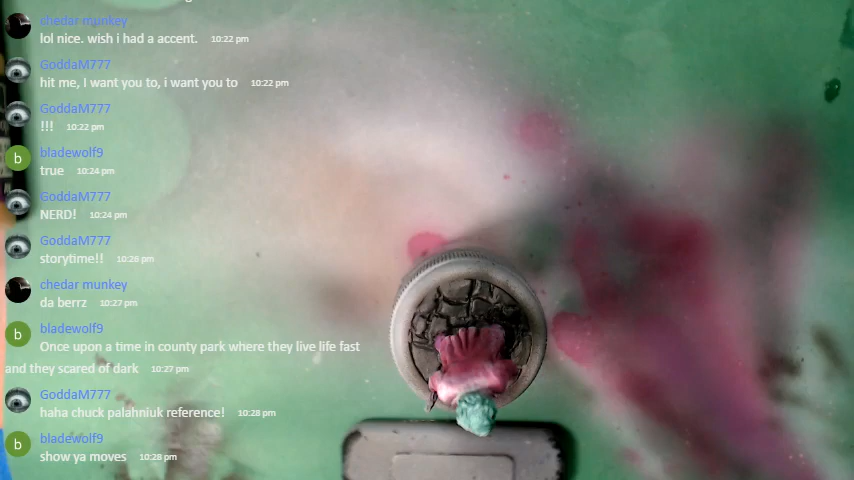 chedar munkey
lol nice. wish i had a accent. 10:22 pm
GoddaM777
hit me, I want you to, i want you to 10:22 pm
GoddaM777
!!! 10:22 pm
b bladewolf9
true 10:24 pm
GoddaM777
NERD! 10:24 pm
GoddaM777
storytime!! 10:26 pm
chedar munkey
da berrz 10:27 pm
b bladewolf9
Once upon a time in county park where they live life fast
and they scared of dark 10:27 pm
GoddaM777
haha chuck palahniuk reference! 10:28 pm
b bladewolf9
show ya moves 10:28 pm